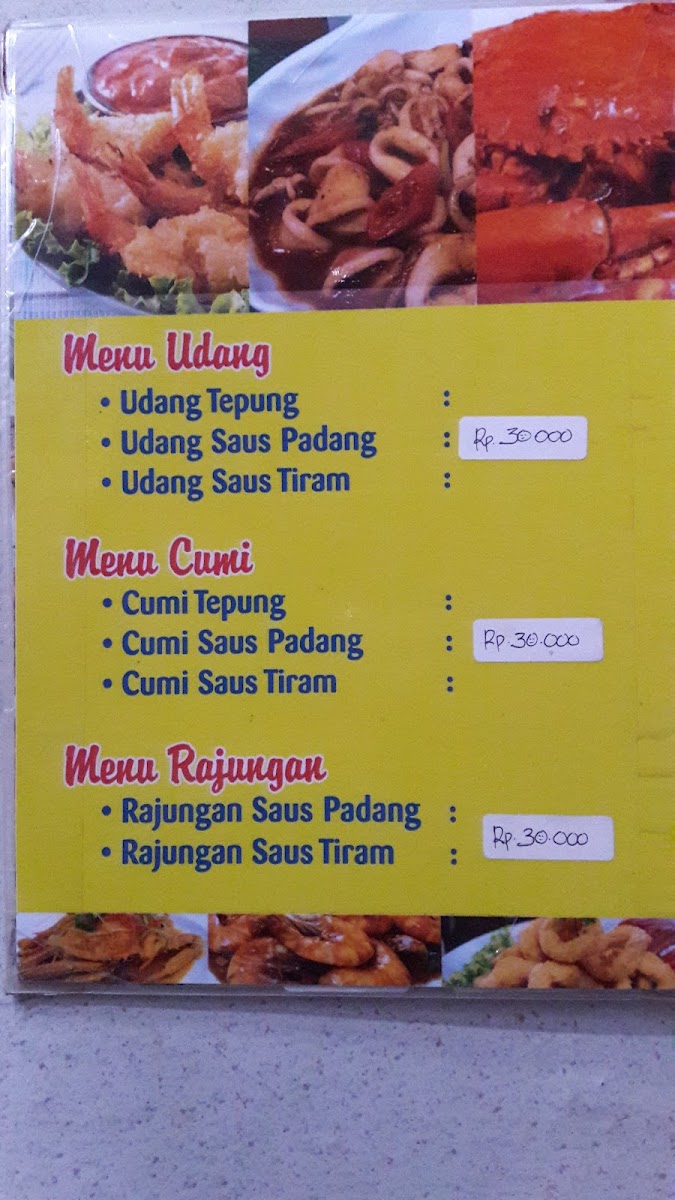 Menu Udang
• Udang Tepung :
• Udang Saus Padang : Rp. 30.000
• Udang Saus Tiram :
Menu Cumi
• Cumi Tepung :
• Cumi Saus Padang : Rp. 30.000
• Cumi Saus Tiram :
Menu Rajungan
• Rajungan Saus Padang :
Rp. 30.000
• Rajungan Saus Tiram :